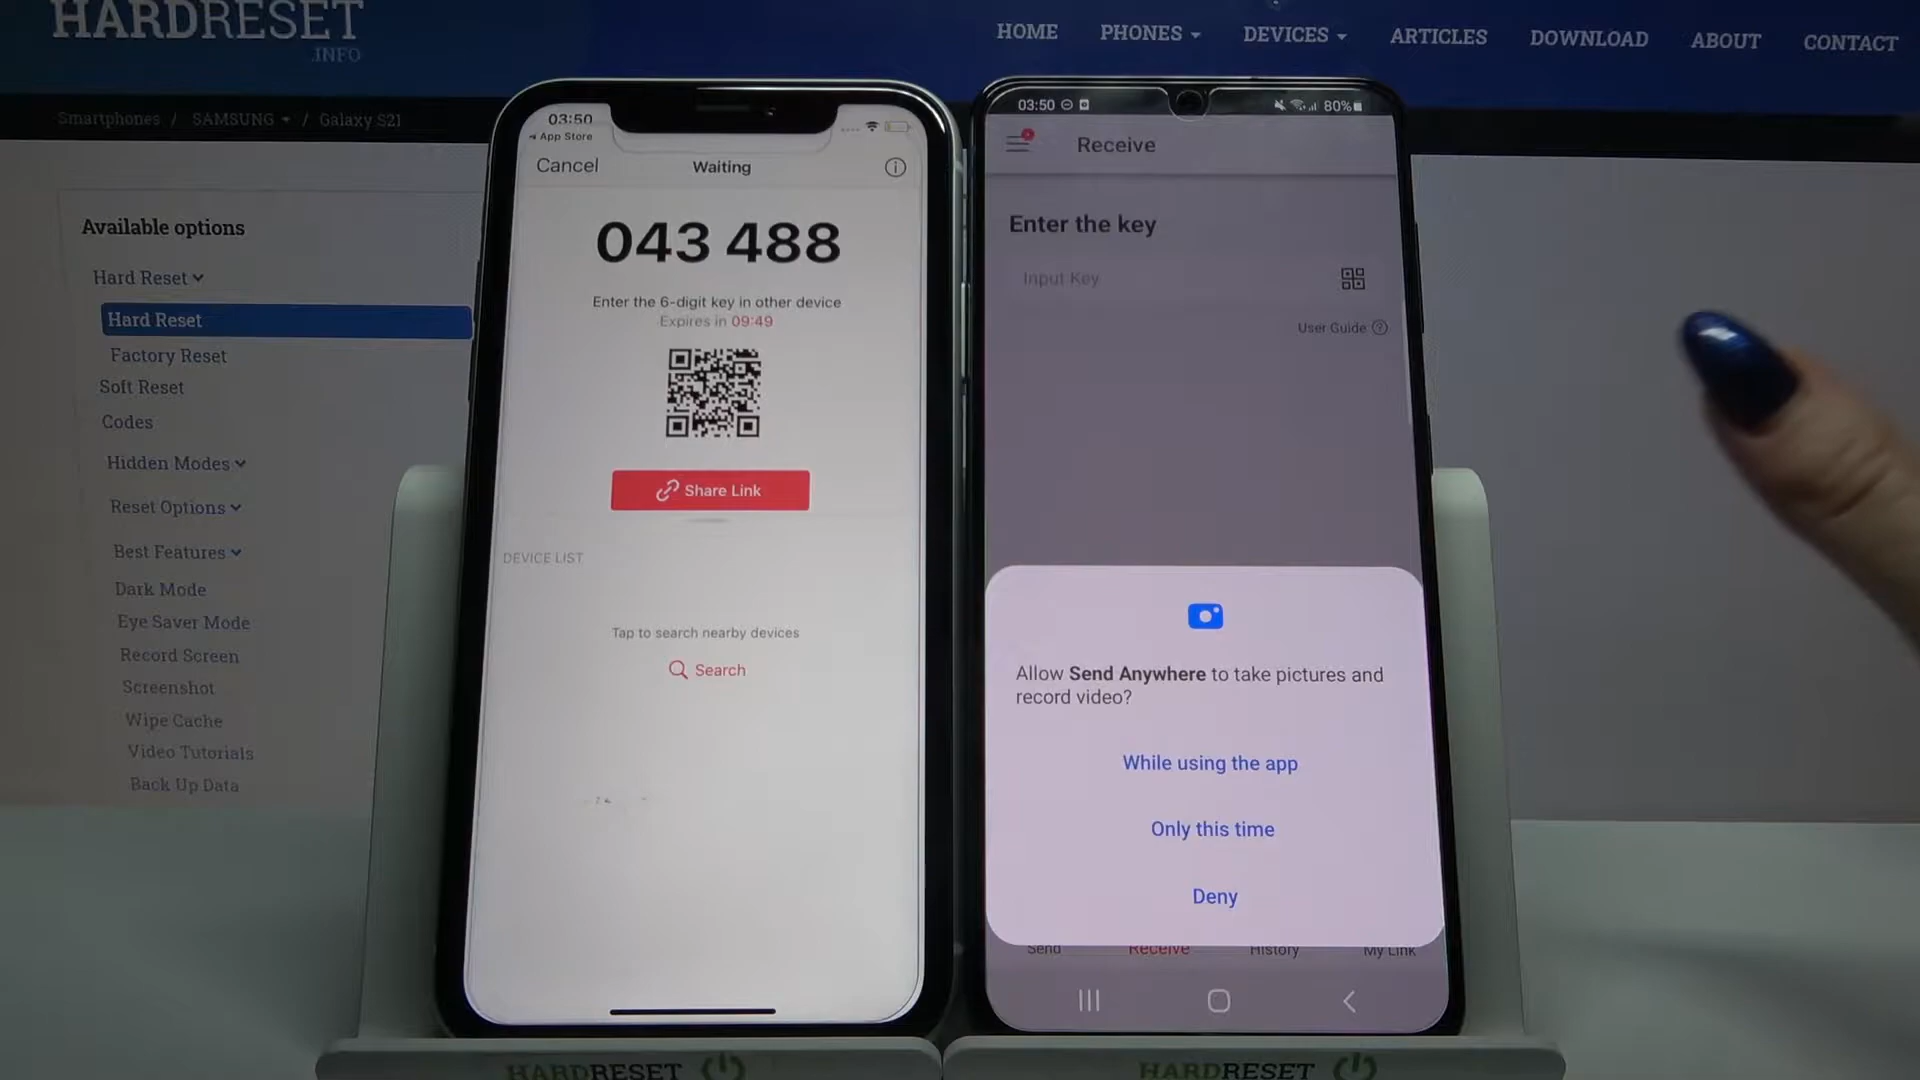 HARDRESET
.INFO
HOME PHONES DEVICES ARTICLES DOWNLOAD ABOUT CONTACT
Smartphones / SAMSUNG / Galaxy S21
Available options
Hard Reset
Hard Reset
Factory Reset
Soft Reset
Codes
Hidden Modes
Reset Options
Best Features
Dark Mode
Eye Saver Mode
Record Screen
Screenshot
Wipe Cache
Video Tutorials
Back Up Data
03:50
App Store
Cancel Waiting
043 488
Enter the 6-digit key in other device
Expires in 09:49
Share Link
DEVICE LIST
Tap to search nearby devices
Search
03:50 80%
Receive
Enter the key
Input Key
User Guide
Allow Send Anywhere to take pictures and
record video?
While using the app
Only this time
Deny
Send Receive History My Link
HARDRESET
HARDRESET